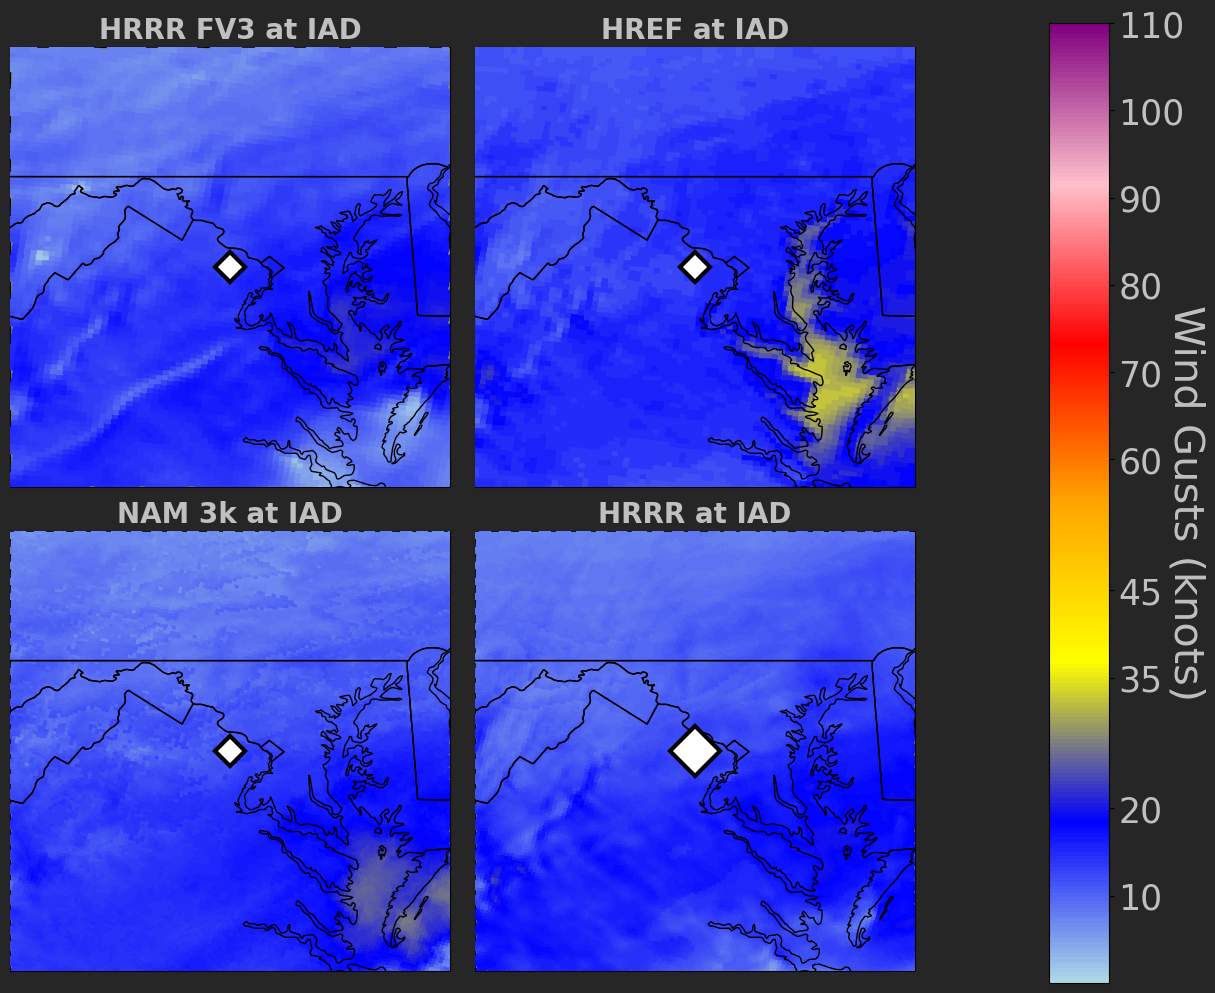 HRRR FV3 at IAD
HREF at IAD
NAM 3k at IAD
HRRR at IAD
110
100
90
80
70
60
45
35
20
10
Wind Gusts (knots)